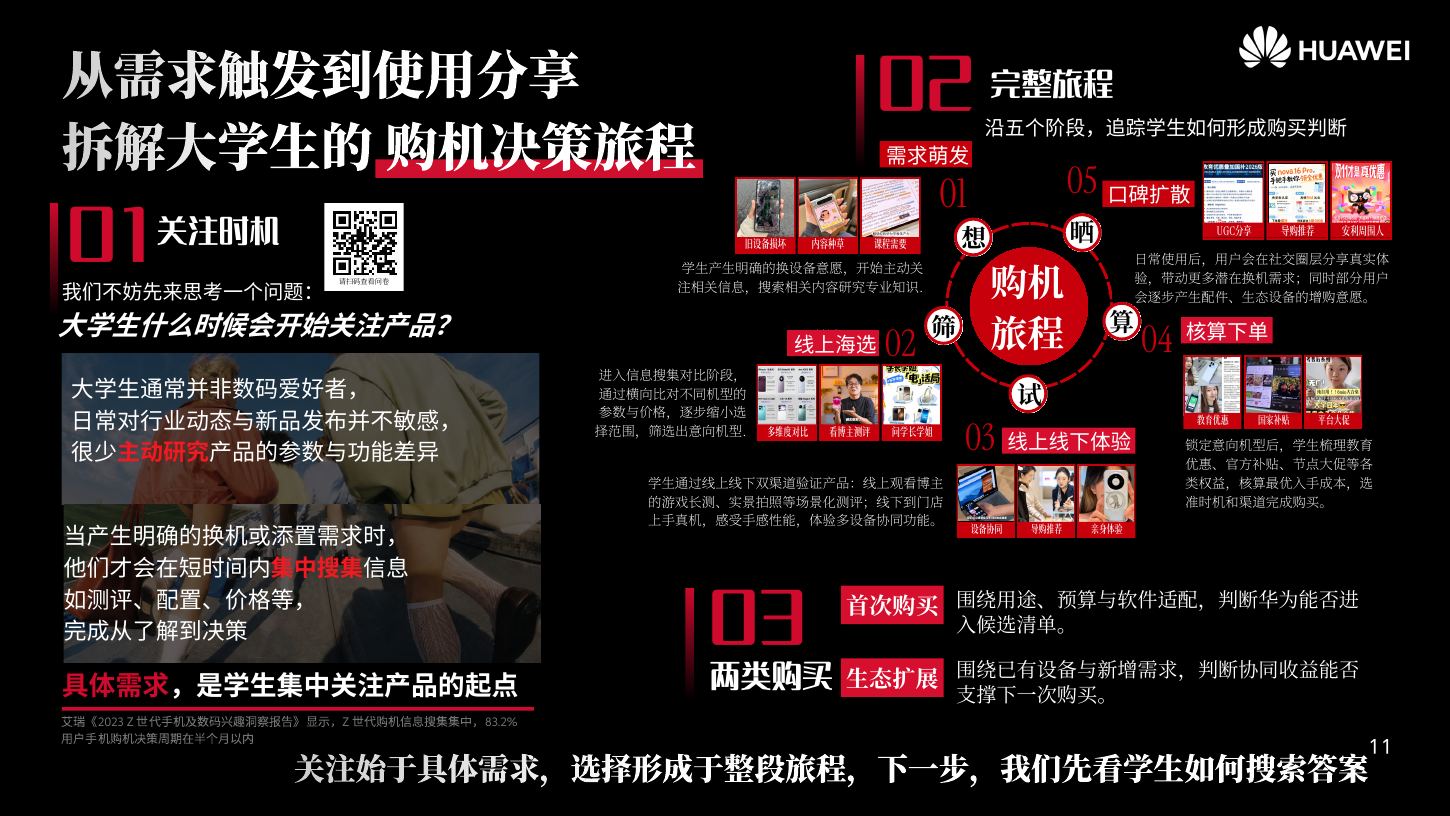 HUAWEI
从需求触发到使用分享
拆解大学生的 购机决策旅程
01 关注时机
请扫码查看问卷
我们不妨先来思考一个问题：
大学生什么时候会开始关注产品？
大学生通常并非数码爱好者，
日常对行业动态与新品发布并不敏感，
很少主动研究产品的参数与功能差异
当产生明确的换机或添置需求时，
他们才会在短时间内集中搜集信息
如测评、配置、价格等，
完成从了解到决策
具体需求，是学生集中关注产品的起点
艾瑞《2023 Z 世代手机及数码兴趣洞察报告》显示，Z 世代购机信息搜集集中，83.2%
用户手机购机决策周期在半个月以内
02 完整旅程
沿五个阶段，追踪学生如何形成购买判断
购机
旅程
想
筛
试
算
晒
需求萌发
01
旧设备损坏
内容种草
课程需要
学生产生明确的换设备意愿，开始主动关
注相关信息，搜索相关内容研究专业知识.
线上海选 02
进入信息搜集对比阶段，
通过横向比对不同机型的
参数与价格，逐步缩小选
择范围，筛选出意向机型.
多维度对比
看博主测评
问学长学姐
03 线上线下体验
学生通过线上线下双渠道验证产品：线上观看博主
的游戏长测、实景拍照等场景化测评；线下到门店
上手真机，感受手感性能，体验多设备协同功能。
设备协同
导购推荐
亲身体验
04 核算下单
教育优惠
国家补贴
平台大促
锁定意向机型后，学生梳理教育
优惠、官方补贴、节点大促等各
类权益，核算最优入手成本，选
准时机和渠道完成购买。
05 口碑扩散
买 nova 16 Pro，
UGC分享
导购推荐
安利周围人
日常使用后，用户会在社交圈层分享真实体
验，带动更多潜在换机需求；同时部分用户
会逐步产生配件、生态设备的增购意愿。
03
两类购买
首次购买
围绕用途、预算与软件适配，判断华为能否进
入候选清单。
生态扩展
围绕已有设备与新增需求，判断协同收益能否
支撑下一次购买。
11
关注始于具体需求，选择形成于整段旅程，下一步，我们先看学生如何搜索答案